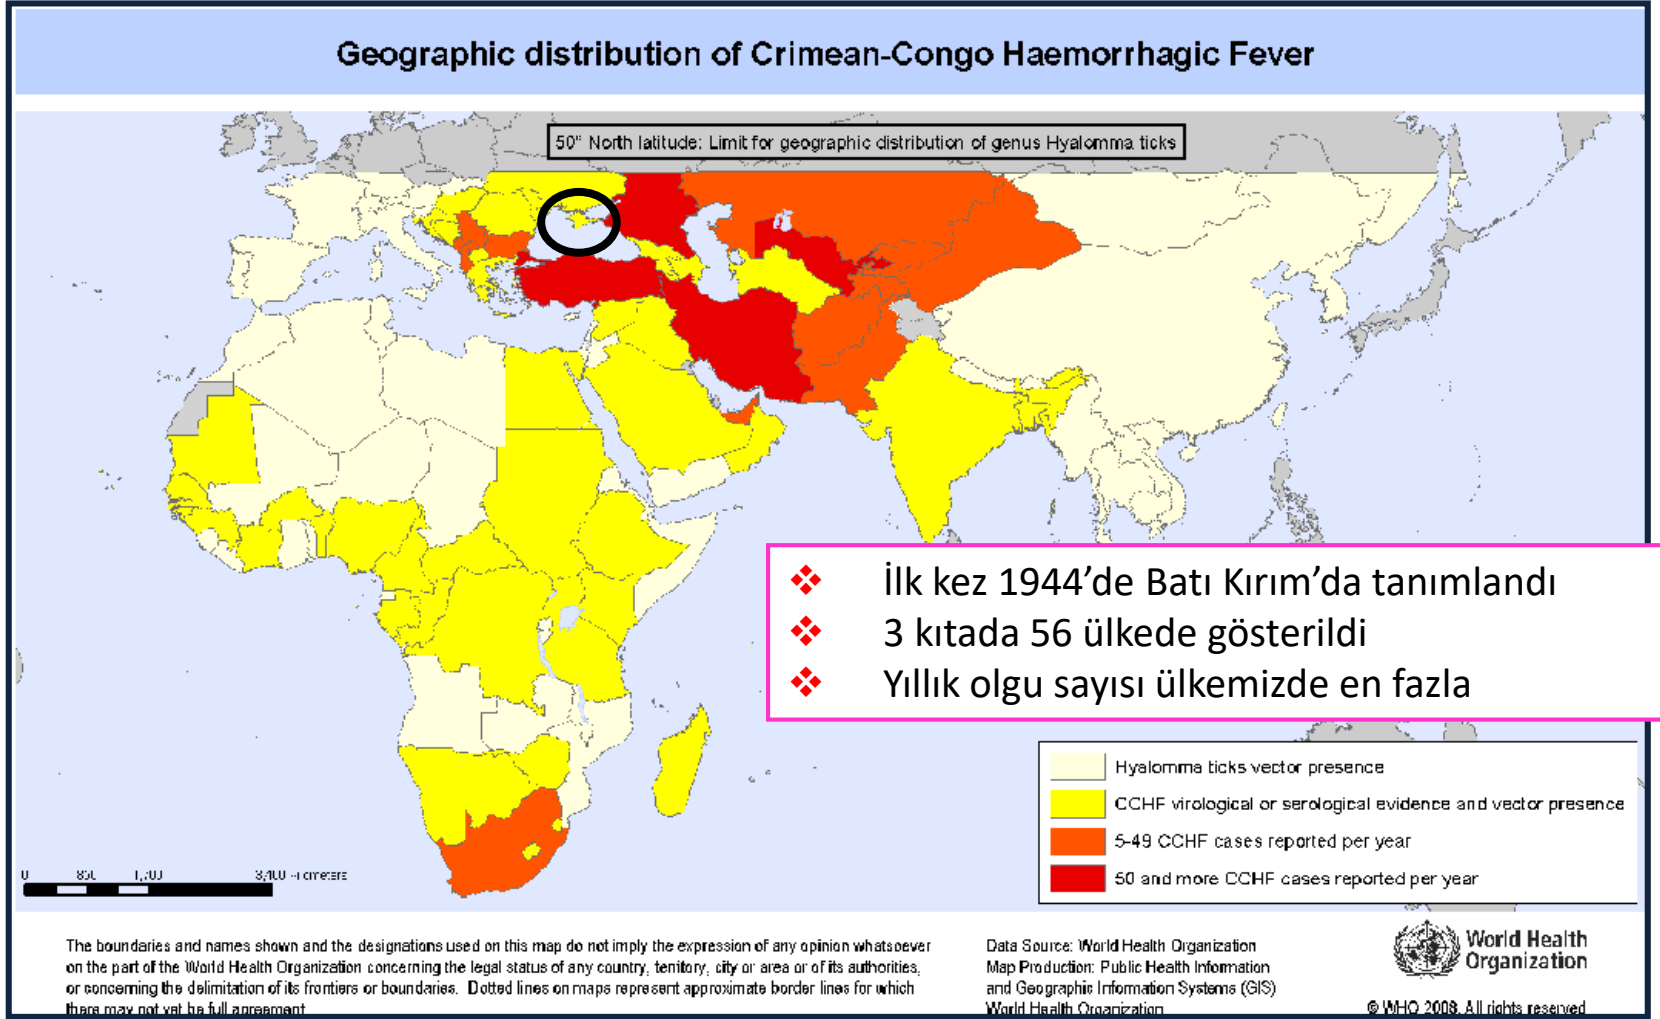 Geographic distribution of Crimean-Congo Haemorrhagic Fever
50° North latitude: Limit for geographic distribution of genus Hyalomma ticks
❖ İlk kez 1944’de Batı Kırım’da tanımlandı
❖ 3 kıtada 56 ülkede gösterildi
❖ Yıllık olgu sayısı ülkemizde en fazla
Hyalomma ticks vector presence
CCHF virological or serological evidence and vector presence
5-49 CCHF cases reported per year
50 and more CCHF cases reported per year
0 850 1,700 3,400 Kilometers
The boundaries and names shown and the designations used on this map do not imply the expression of any opinion whatsoever
on the part of the World Health Organization concerning the legal status of any country, territory, city or area or of its authorities,
or concerning the delimitation of its frontiers or boundaries. Dotted lines on maps represent approximate border lines for which
there may not yet be full agreement
Data Source: World Health Organization
Map Production: Public Health Information
and Geographic Information Systems (GIS)
World Health Organization
World Health
Organization
© WHO 2008. All rights reserved